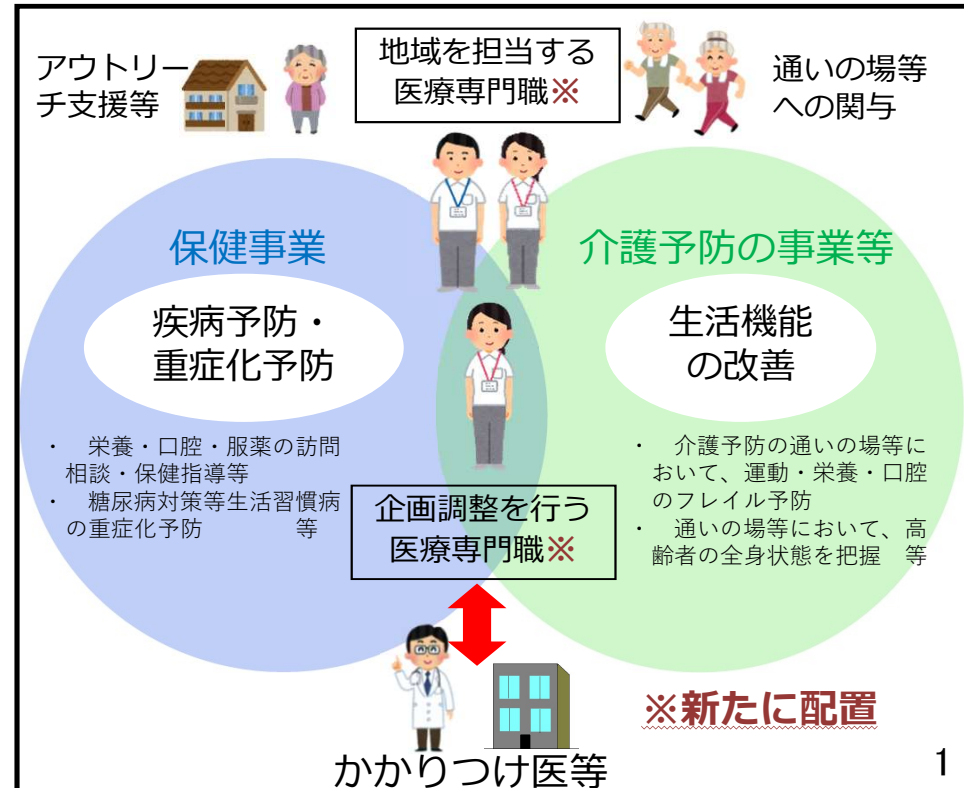 アウトリー
チ支援等
地域を担当する
医療専門職※
通いの場等
への関与
保健事業
疾病予防・
重症化予防
・　栄養・口腔・服薬の訪問
相談・保健指導等
・　糖尿病対策等生活習慣病
の重症化予防　　　　等
介護予防の事業等
生活機能
の改善
・　介護予防の通いの場等に
おいて、運動・栄養・口腔
のフレイル予防
・　通いの場等において、高
齢者の全身状態を把握　等
企画調整を行う
医療専門職※
かかりつけ医等
※新たに配置
1